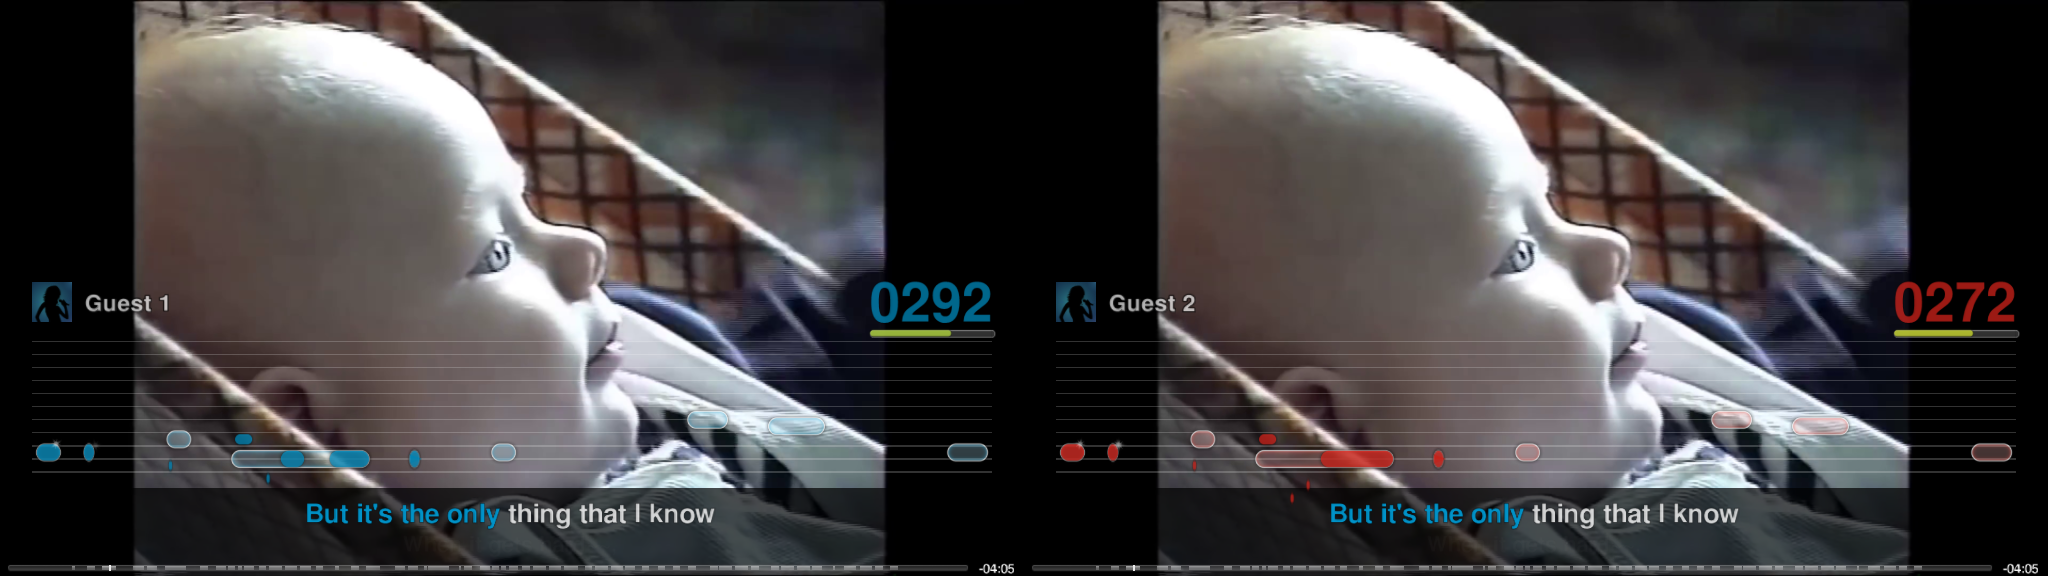 Guest 1
0292
But it's the only thing that I know
-04:05
Guest 2
0272
But it's the only thing that I know
-04:05